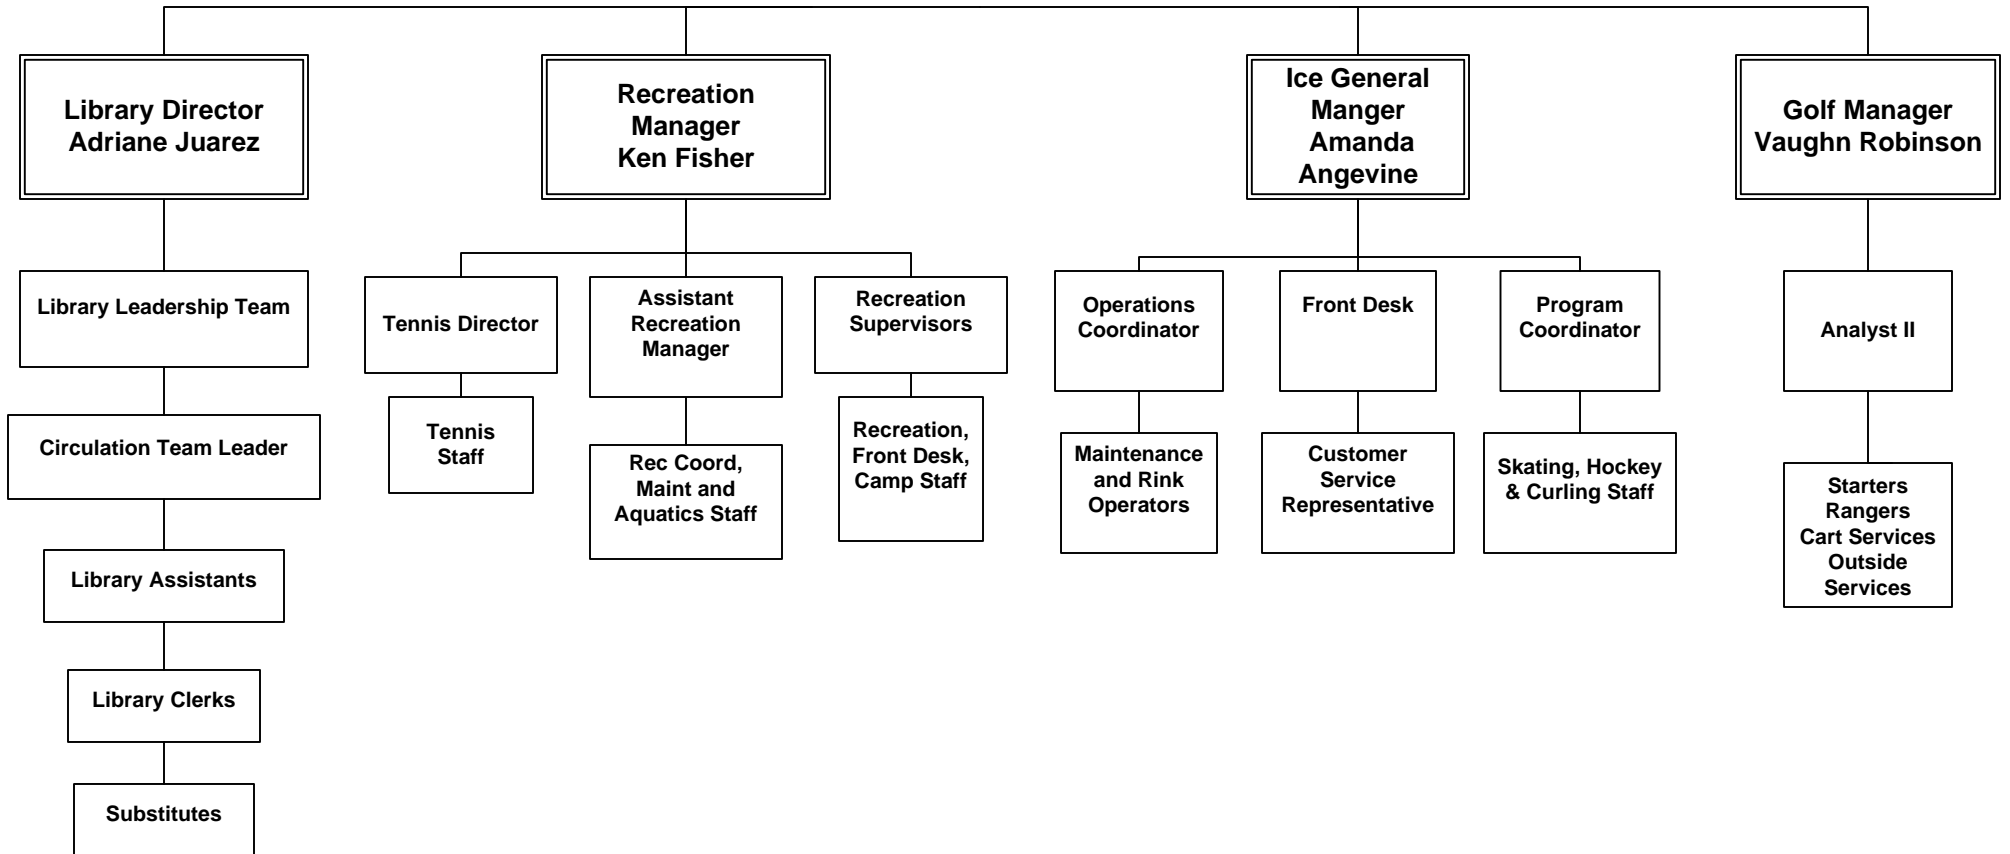 Library Director
Adriane Juarez
Recreation
Manager
Ken Fisher
Ice General
Manger
Amanda
Angevine
Golf Manager
Vaughn Robinson
Library Leadership Team
Tennis Director
Assistant
Recreation
Manager
Recreation
Supervisors
Operations
Coordinator
Front Desk
Program
Coordinator
Analyst II
Circulation Team Leader
Tennis
Staff
Rec Coord,
Maint and
Aquatics Staff
Recreation,
Front Desk,
Camp Staff
Maintenance
and Rink
Operators
Customer
Service
Representative
Skating, Hockey
& Curling Staff
Starters
Rangers
Cart Services
Outside
Services
Library Assistants
Library Clerks
Substitutes